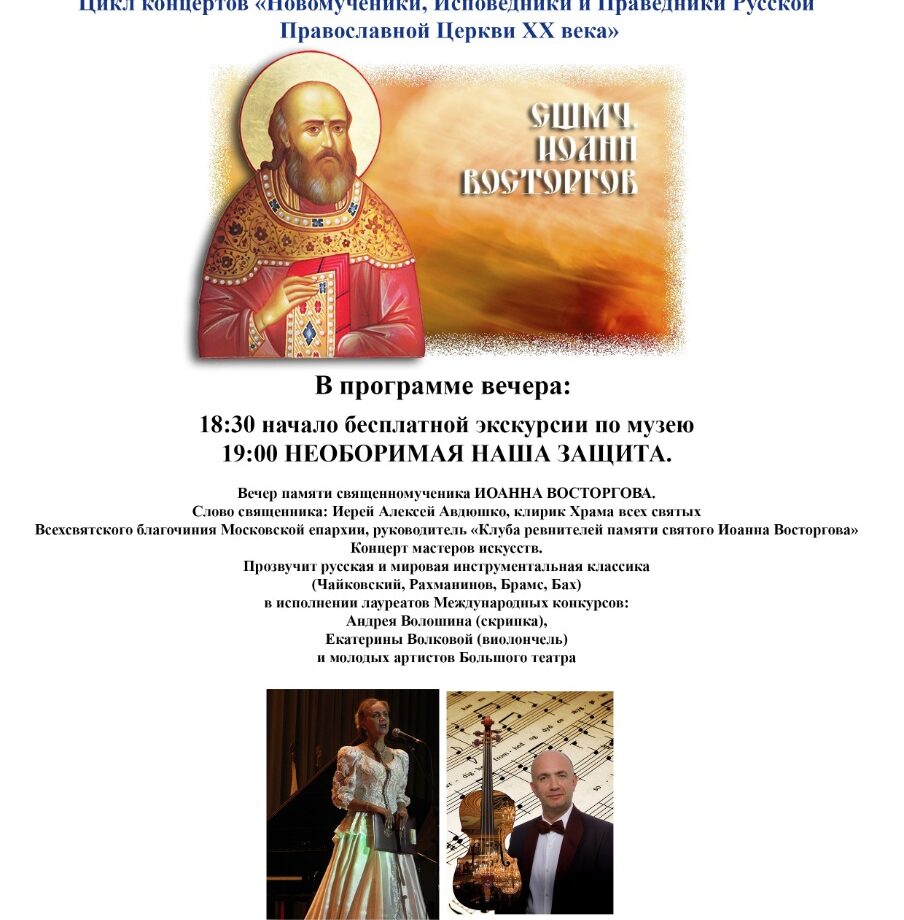 Цикл концертов «Новомученики, Исповедники и Праведники Русской
Православной Церкви XX века»
СЩМЧ.
ИОАНН
ВОСТОРГОВ
В программе вечера:
18:30 начало бесплатной экскурсии по музею
19:00 НЕОБОРИМАЯ НАША ЗАЩИТА.
Вечер памяти священномученика ИОАННА ВОСТОРГОВА.
Слово священника: Иерей Алексей Авдюшко, клирик Храма всех святых
Всехсвятского благочиния Московской епархии, руководитель «Клуба ревнителей памяти святого Иоанна Восторгова»
Концерт мастеров искусств.
Прозвучит русская и мировая инструментальная классика
(Чайковский, Рахманинов, Брамс, Бах)
в исполнении лауреатов Международных конкурсов:
Андрея Волошина (скрипка),
Екатерины Волковой (виолончель)
и молодых артистов Большого театра